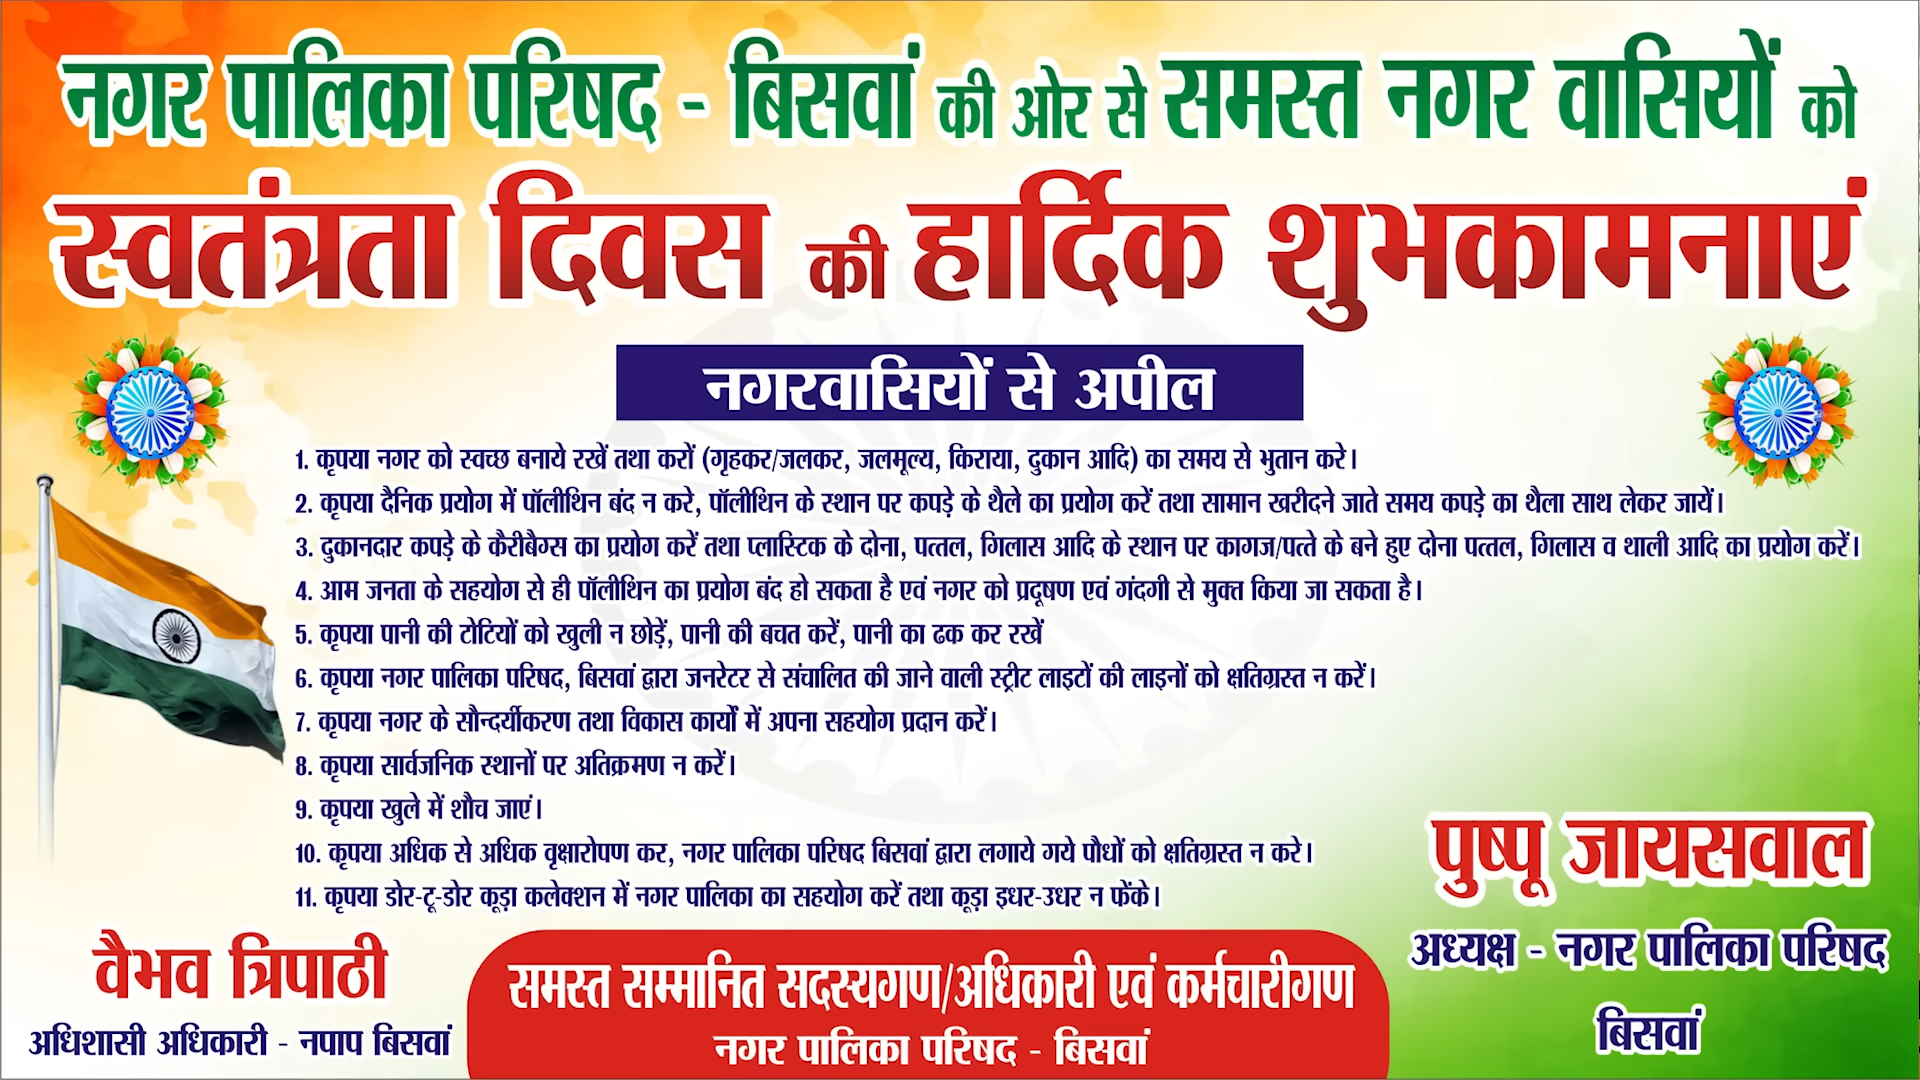 नगर पालिका परिषद - बिसवां की ओर से समस्त नगर वासियों को
स्वतंत्रता दिवस की हार्दिक शुभकामनाएं
नगरवासियों से अपील
1. कृपया नगर को स्वच्छ बनाये रखें तथा करों (गृहकर/जलकर, जलमूल्य, किराया, दुकान आदि) का समय से भुतान करे।
2. कृपया दैनिक प्रयोग में पॉलीथिन बंद न करे, पॉलीथिन के स्थान पर कपड़े के थैले का प्रयोग करें तथा सामान खरीदने जाते समय कपड़े का थैला साथ लेकर जायें।
3. दुकानदार कपड़े के कैरीबैग्स का प्रयोग करें तथा प्लास्टिक के दोना, पत्तल, गिलास आदि के स्थान पर कागज/पत्ते के बने हुए दोना पत्तल, गिलास व थाली आदि का प्रयोग करें।
4. आम जनता के सहयोग से ही पॉलीथिन का प्रयोग बंद हो सकता है एवं नगर को प्रदूषण एवं गंदगी से मुक्त किया जा सकता है।
5. कृपया पानी की टोटियों को खुली न छोड़ें, पानी की बचत करें, पानी का ढक कर रखें
6. कृपया नगर पालिका परिषद, बिसवां द्वारा जनरेटर से संचालित की जाने वाली स्ट्रीट लाइटों की लाइनों को क्षतिग्रस्त न करें।
7. कृपया नगर के सौन्दर्यीकरण तथा विकास कार्यों में अपना सहयोग प्रदान करें।
8. कृपया सार्वजनिक स्थानों पर अतिक्रमण न करें।
9. कृपया खुले में शौच जाएं।
10. कृपया अधिक से अधिक वृक्षारोपण कर, नगर पालिका परिषद बिसवां द्वारा लगाये गये पौधों को क्षतिग्रस्त न करे।
11. कृपया डोर-टू-डोर कूड़ा कलेक्शन में नगर पालिका का सहयोग करें तथा कूड़ा इधर-उधर न फेंके।
वैभव त्रिपाठी
अधिशासी अधिकारी - नपाप बिसवां
समस्त सम्मानित सदस्यगण/अधिकारी एवं कर्मचारीगण
नगर पालिका परिषद - बिसवां
पुष्पू जायसवाल
अध्यक्ष - नगर पालिका परिषद
बिसवां